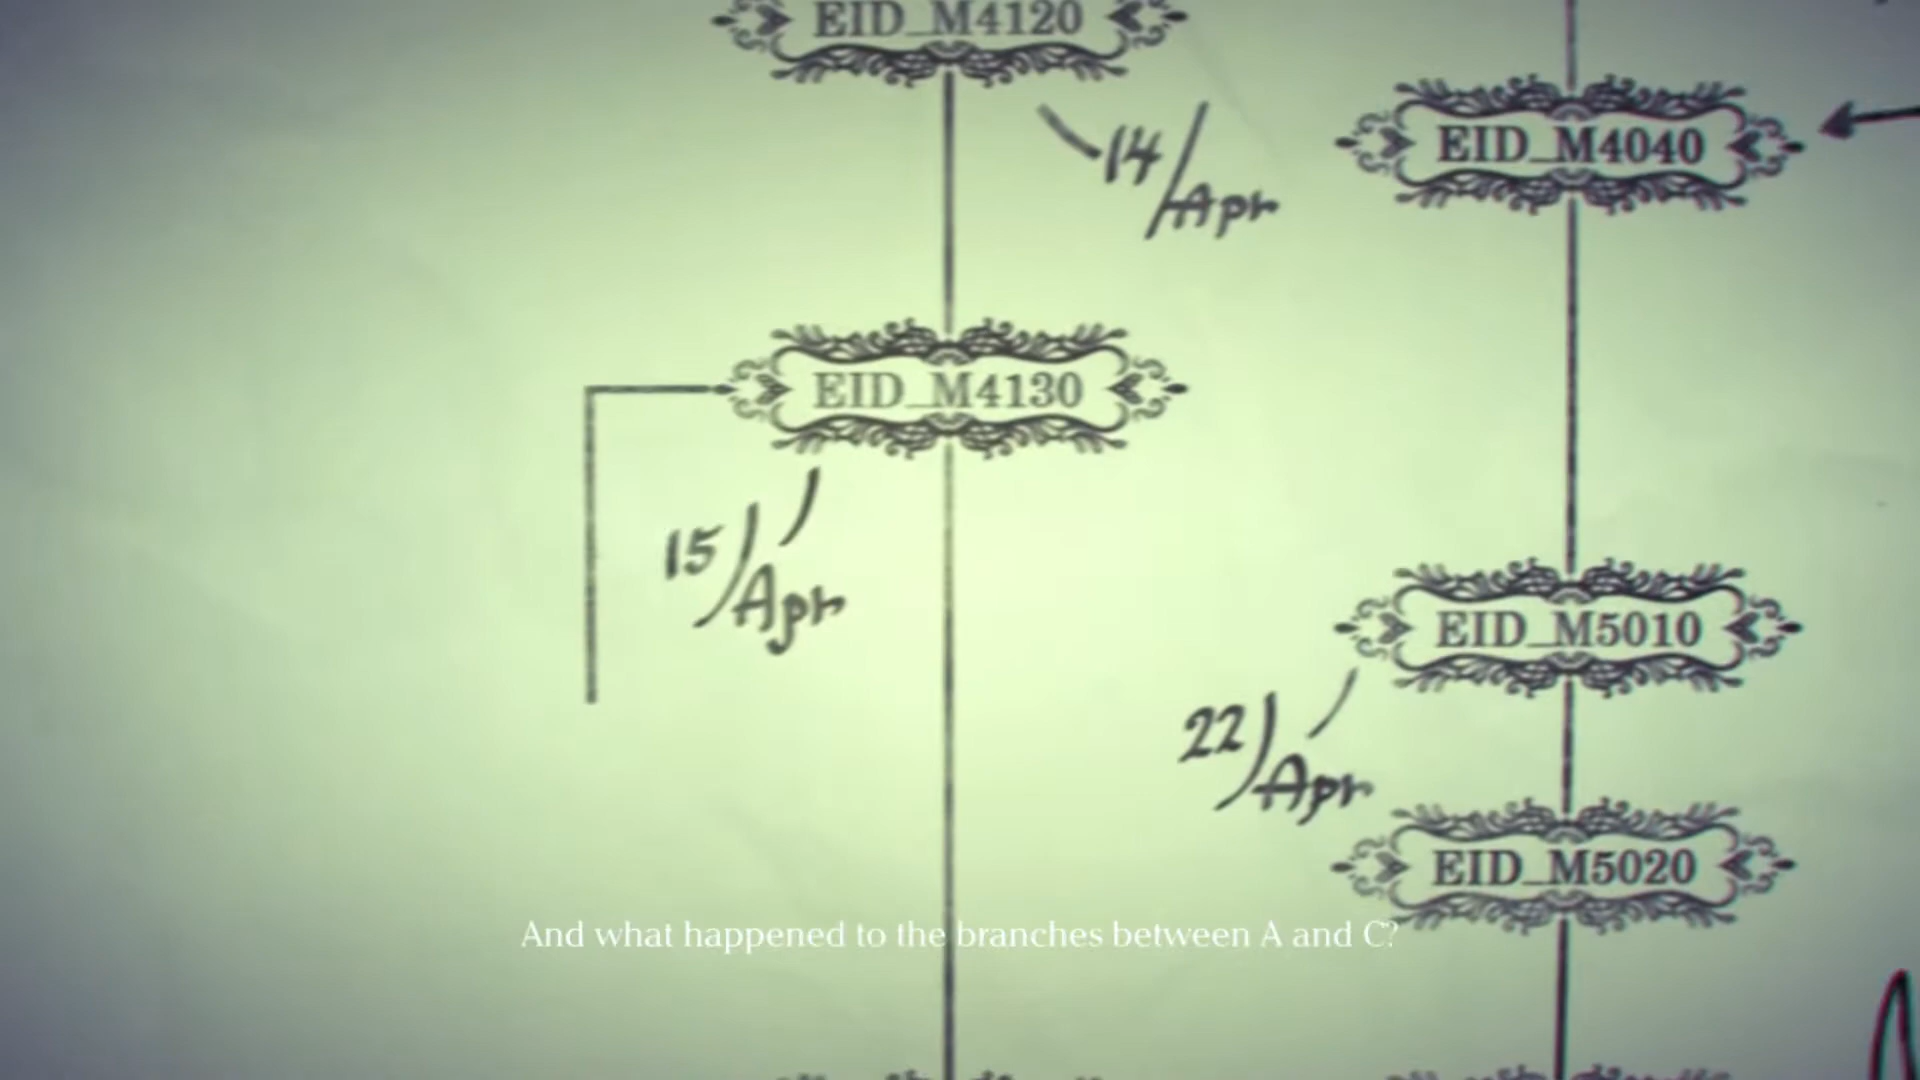 EID_M4120
14/Apr
EID_M4040
EID_M4130
15/Apr
EID_M5010
22/Apr
EID_M5020
And what happened to the branches between A and C?